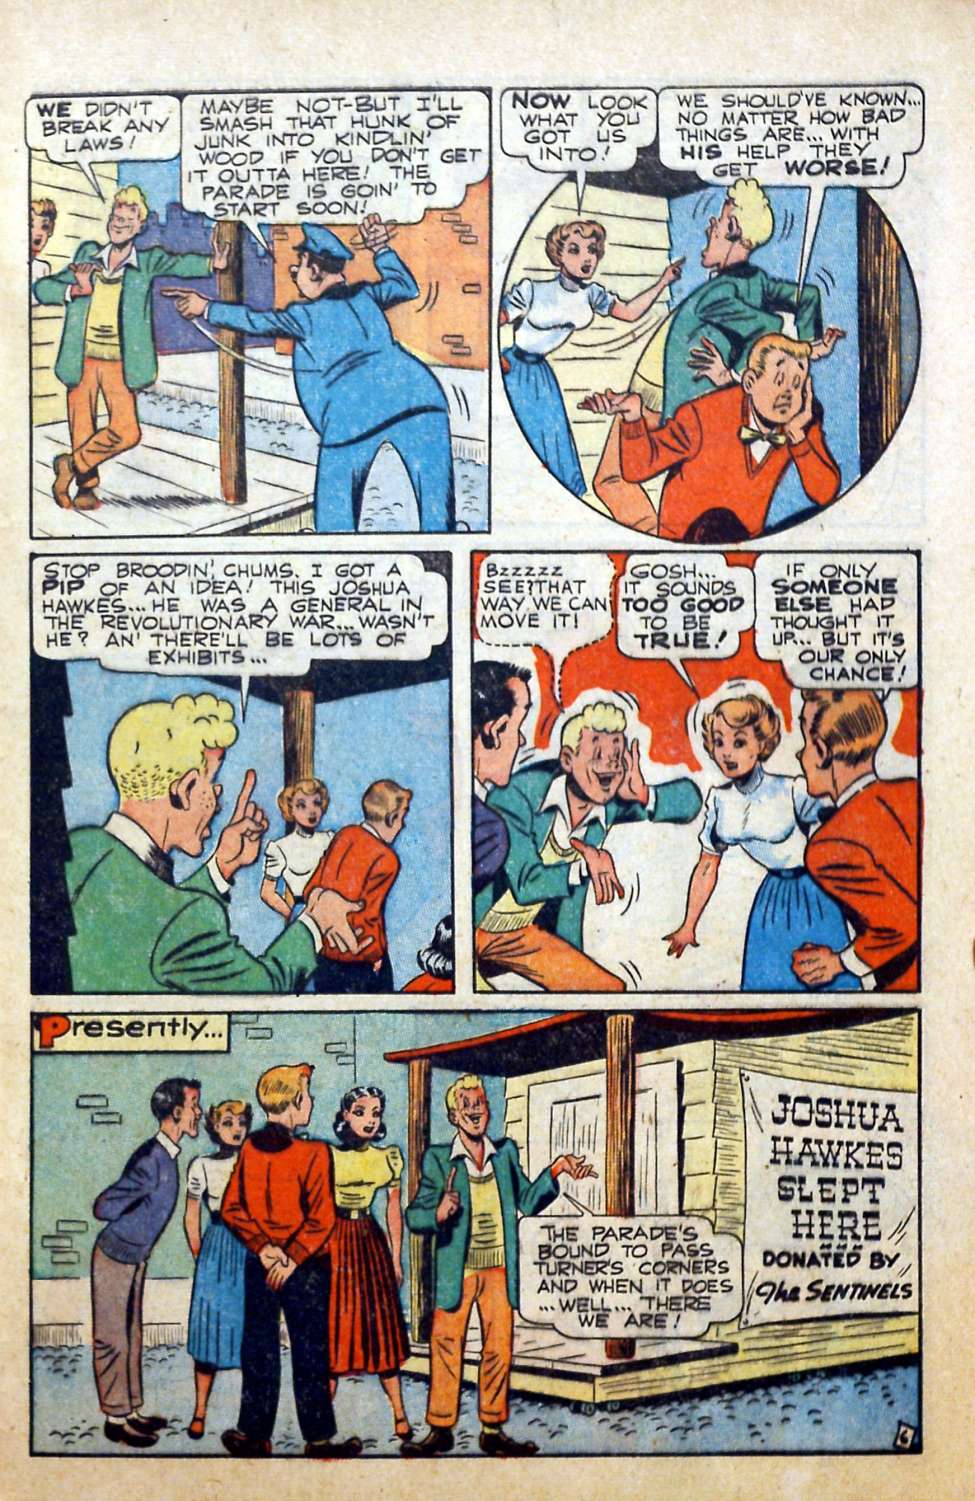 WE DIDN'T
BREAK ANY
LAWS!
MAYBE NOT-BUT I'LL
SMASH THAT HUNK OF
JUNK INTO KINDLIN'
WOOD IF YOU DON'T GET
IT OUTTA HERE! THE
PARADE IS GOIN' TO
START SOON!
NOW LOOK
WHAT YOU
GOT US
INTO!
WE SHOULD'VE KNOWN...
NO MATTER HOW BAD
THINGS ARE... WITH
HIS HELP THEY
GET WORSE!
STOP BROODIN', CHUMS. I GOT A
PIP OF AN IDEA! THIS JOSHUA
HAWKES... HE WAS A GENERAL IN
THE REVOLUTIONARY WAR... WASN'T
HE? AN' THERE'LL BE LOTS OF
EXHIBITS...
BZZZZZZ
SEE? THAT
WAY WE CAN
MOVE IT!
GOSH...
IT SOUNDS
TOO GOOD
TO BE
TRUE!
IF ONLY
SOMEONE
ELSE HAD
THOUGHT IT
UP... BUT IT'S
OUR ONLY
CHANCE!
Presently...
THE PARADE'S
BOUND TO PASS
TURNER'S CORNERS
AND WHEN IT DOES
...WELL... THERE
WE ARE!
JOSHUA
HAWKES
SLEPT
HERE
DONATED BY
The SENTINELS
6